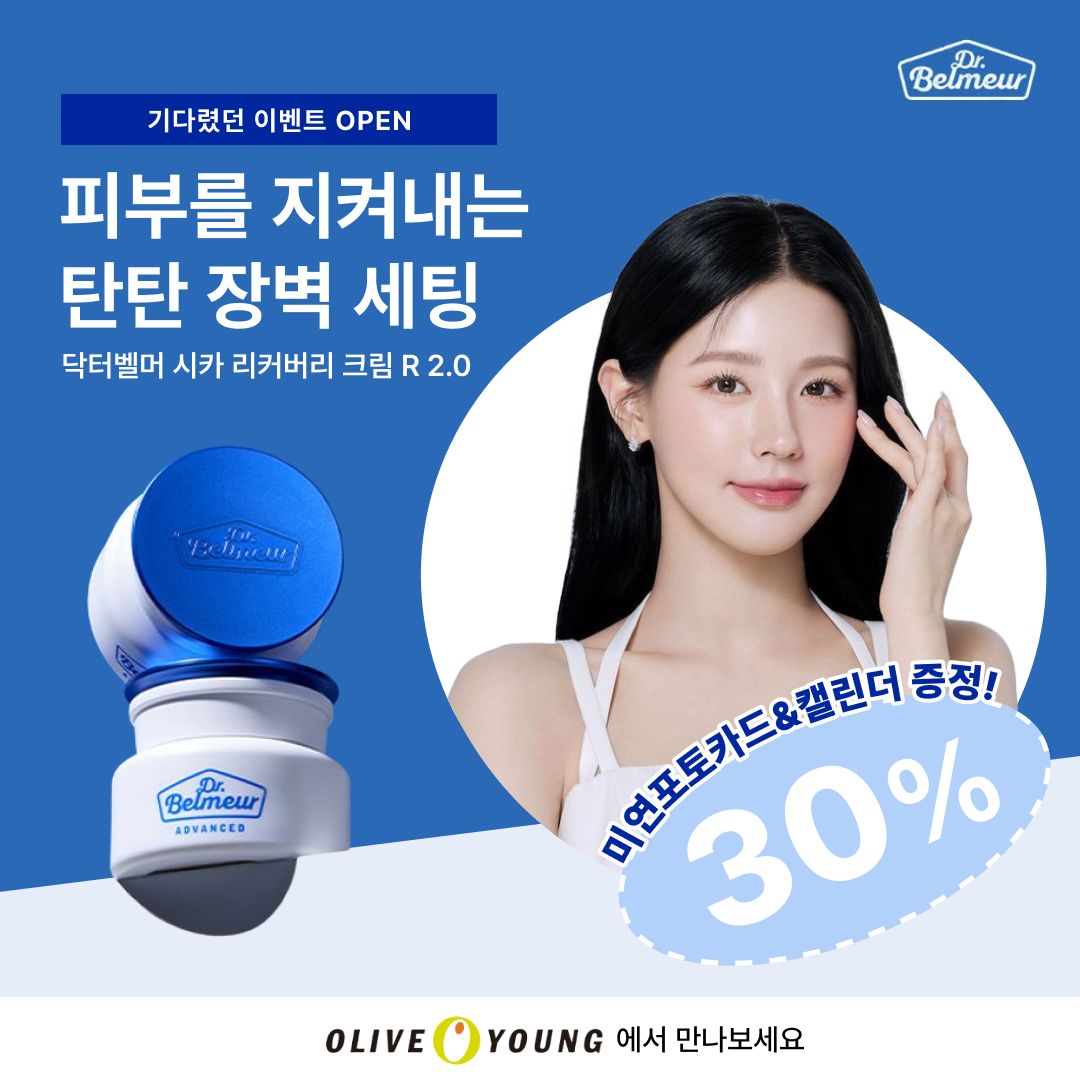 Dr.
Belmeur
기다렸던 이벤트 OPEN
피부를 지켜내는
탄탄 장벽 세팅
닥터벨머 시카 리커버리 크림 R 2.0
Dr.
Belmeur
Dr.
Belmeur
ADVANCED
미연포토카드&캘린더 증정!
30%
OLIVE YOUNG 에서 만나보세요